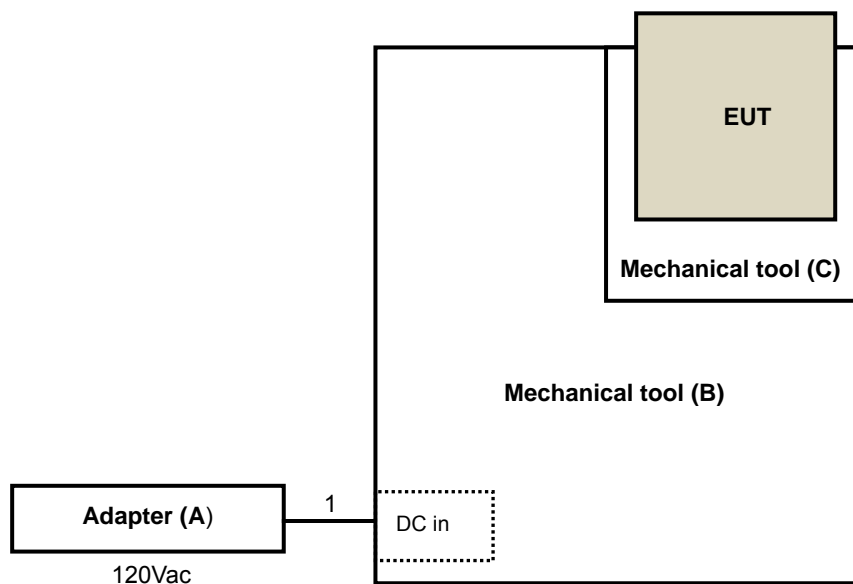 EUT
Mechanical tool (C)
Mechanical tool (B)
Adapter (A)
1
DC in
120Vac